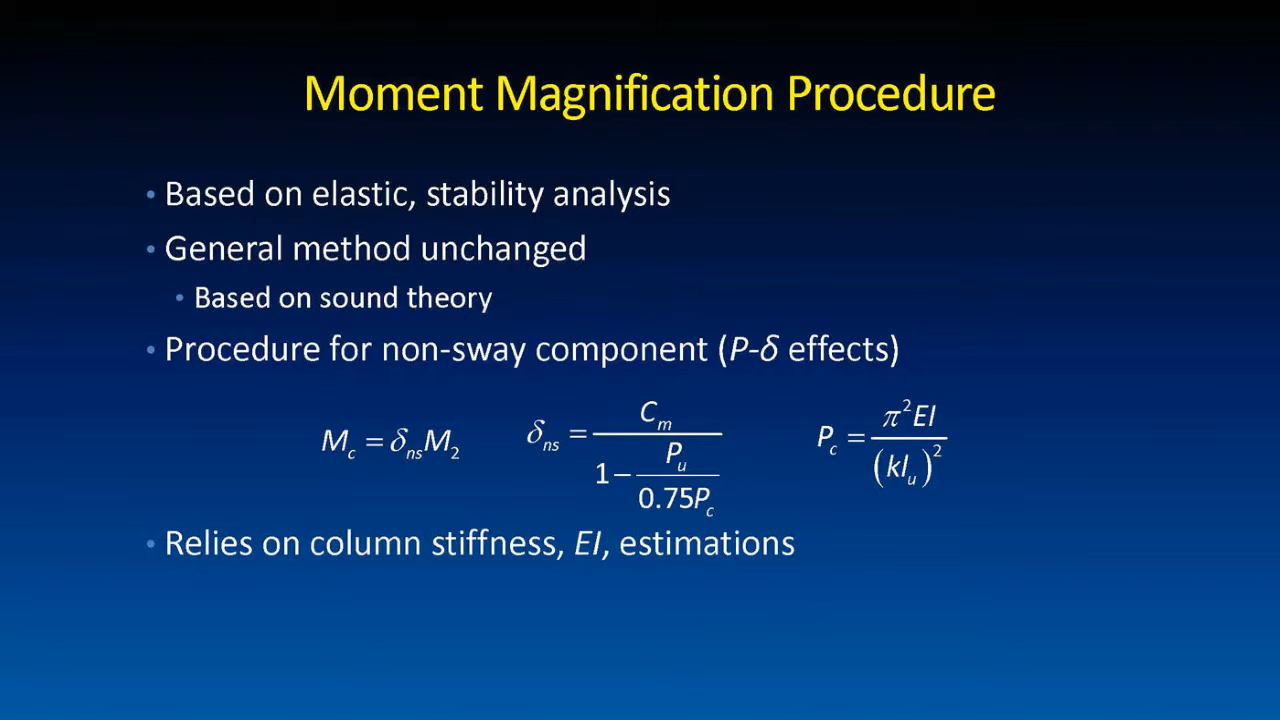 Moment Magnification Procedure
• Based on elastic, stability analysis
• General method unchanged
• Based on sound theory
• Procedure for non-sway component (P-δ effects)
M_c = δ_ns M_2    δ_ns = C_m / (1 − P_u / (0.75P_c))    P_c = π^2 EI / (kl_u)^2
• Relies on column stiffness, EI, estimations